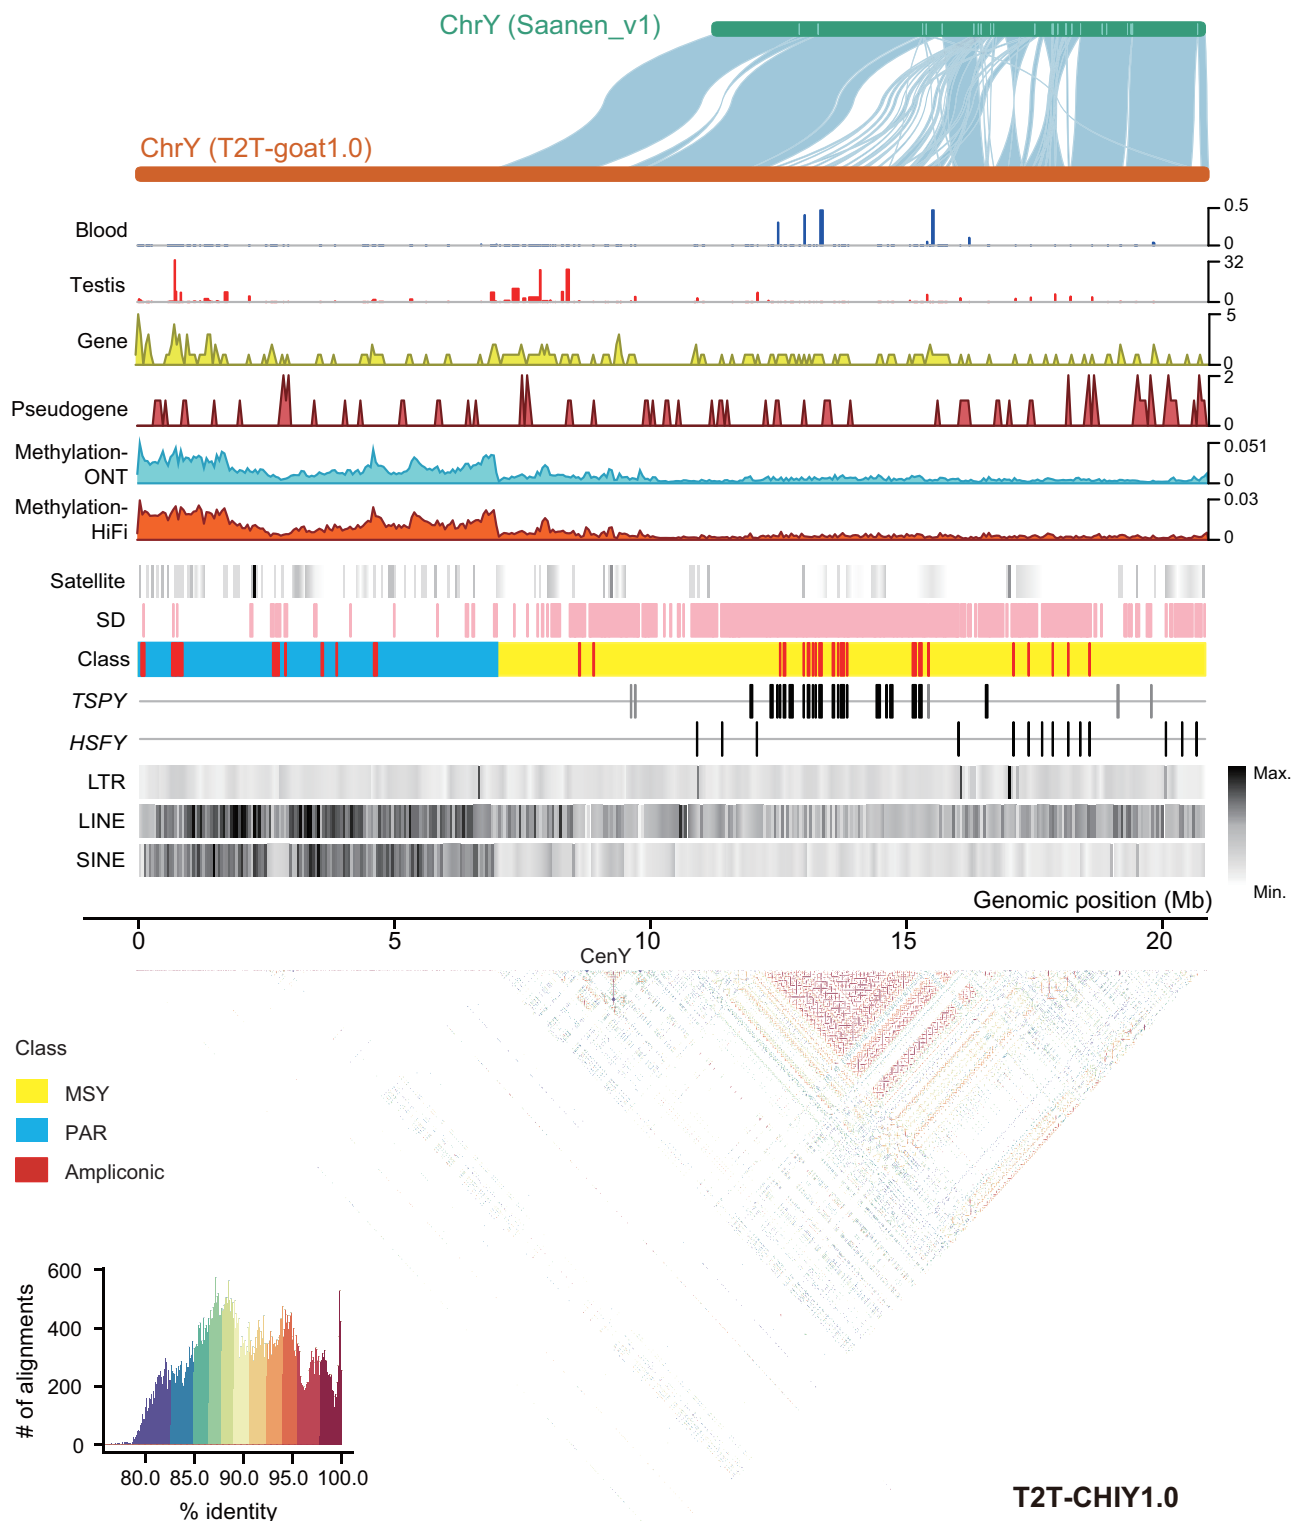 ChrY (Saanen_v1)
ChrY (T2T-goat1.0)
Blood
0.5
0
Testis
32
0
Gene
5
0
Pseudogene
2
0
Methylation-
ONT
0.051
0
Methylation-
HiFi
0.03
0
Satellite
SD
Class
TSPY
HSFY
LTR
LINE
SINE
Max.
Min.
Genomic position (Mb)
0 5 10 15 20
CenY
Class
MSY
PAR
Ampliconic
# of alignments
600
400
200
0
80.0 85.0 90.0 95.0 100.0
% identity
T2T-CHIY1.0